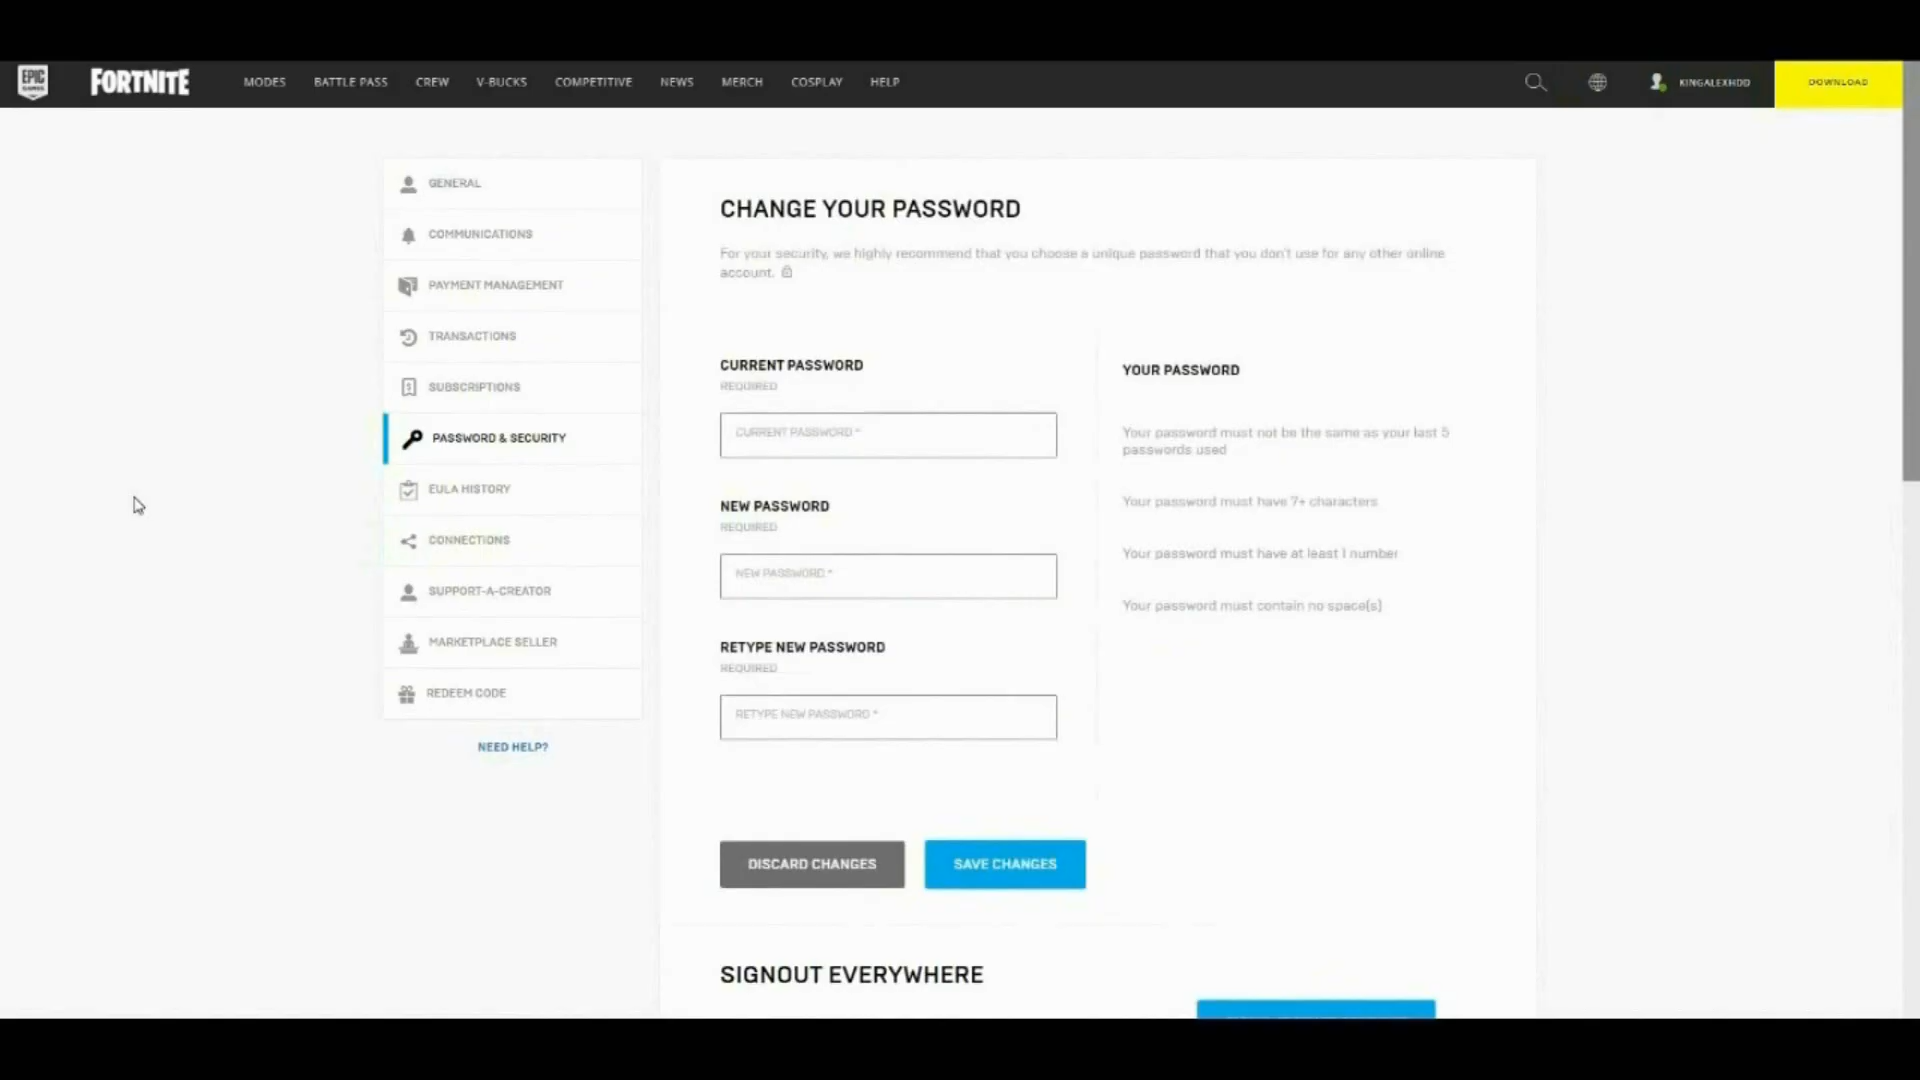 EPIC GAMES
FORTNITE
MODES
BATTLE PASS
CREW
V-BUCKS
COMPETITIVE
NEWS
MERCH
COSPLAY
HELP
KINGALEXHDD
DOWNLOAD
GENERAL
COMMUNICATIONS
PAYMENT MANAGEMENT
TRANSACTIONS
SUBSCRIPTIONS
PASSWORD & SECURITY
EULA HISTORY
CONNECTIONS
SUPPORT-A-CREATOR
MARKETPLACE SELLER
REDEEM CODE
NEED HELP?
CHANGE YOUR PASSWORD
For your security, we highly recommend that you choose a unique password that you don't use for any other online
account.
CURRENT PASSWORD
REQUIRED
CURRENT PASSWORD *
NEW PASSWORD
REQUIRED
NEW PASSWORD *
RETYPE NEW PASSWORD
REQUIRED
RETYPE NEW PASSWORD *
YOUR PASSWORD
Your password must not be the same as your last 5
passwords used
Your password must have 7+ characters
Your password must have at least 1 number
Your password must contain no space(s)
DISCARD CHANGES
SAVE CHANGES
SIGNOUT EVERYWHERE